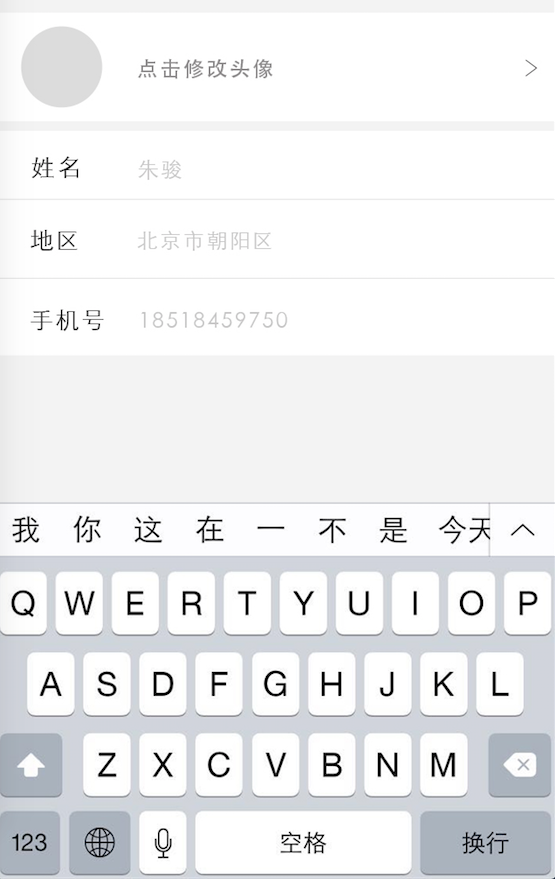 点击修改头像
姓名 朱骏
地区 北京市朝阳区
手机号 18518459750
我 你 这 在 一 不 是 今天
Q W E R T Y U I O P
A S D F G H J K L
Z X C V B N M
123 空格 换行